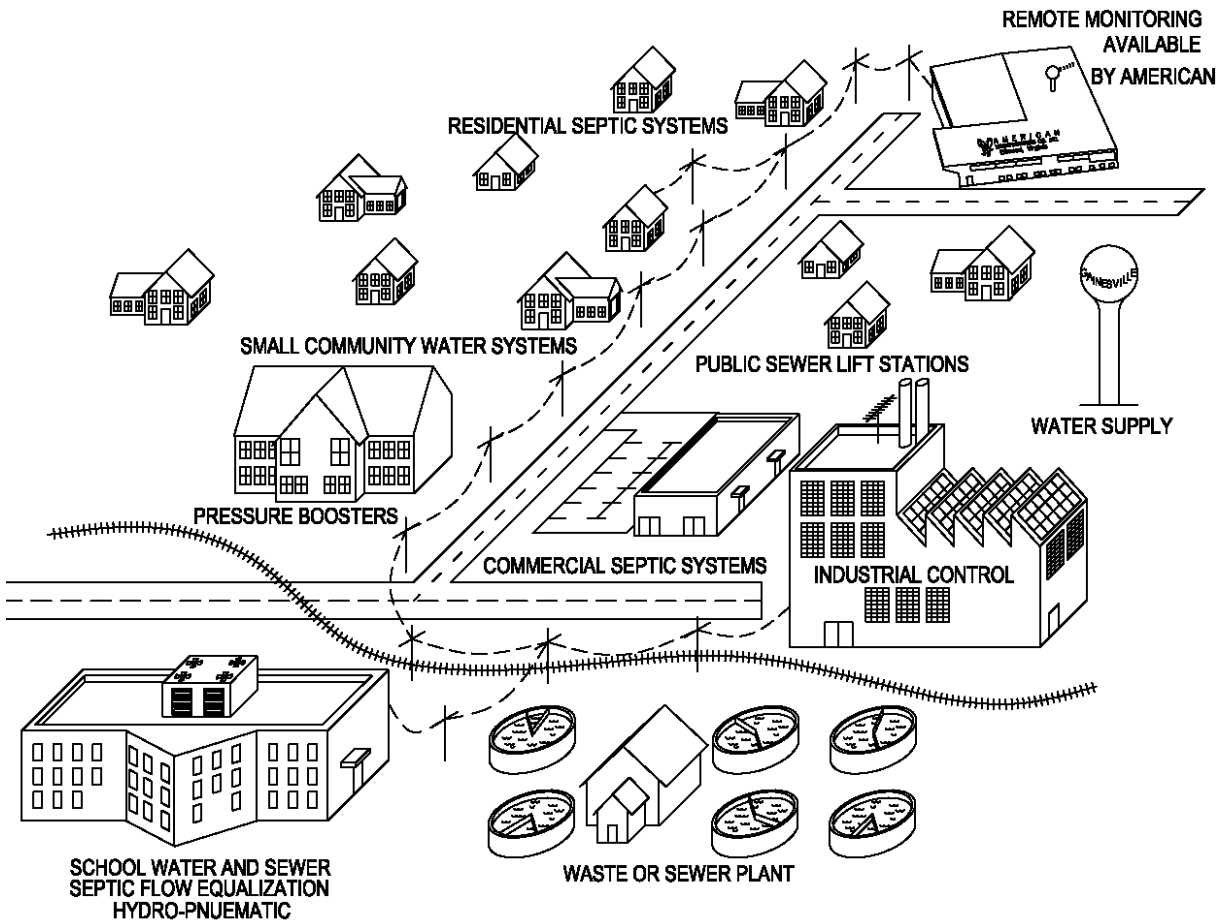 REMOTE MONITORING
AVAILABLE
BY AMERICAN
AMERICAN
RESIDENTIAL SEPTIC SYSTEMS
GAINESVILLE
SMALL COMMUNITY WATER SYSTEMS
PUBLIC SEWER LIFT STATIONS
WATER SUPPLY
PRESSURE BOOSTERS
COMMERCIAL SEPTIC SYSTEMS
INDUSTRIAL CONTROL
SCHOOL WATER AND SEWER
SEPTIC FLOW EQUALIZATION
HYDRO-PNUEMATIC
WASTE OR SEWER PLANT